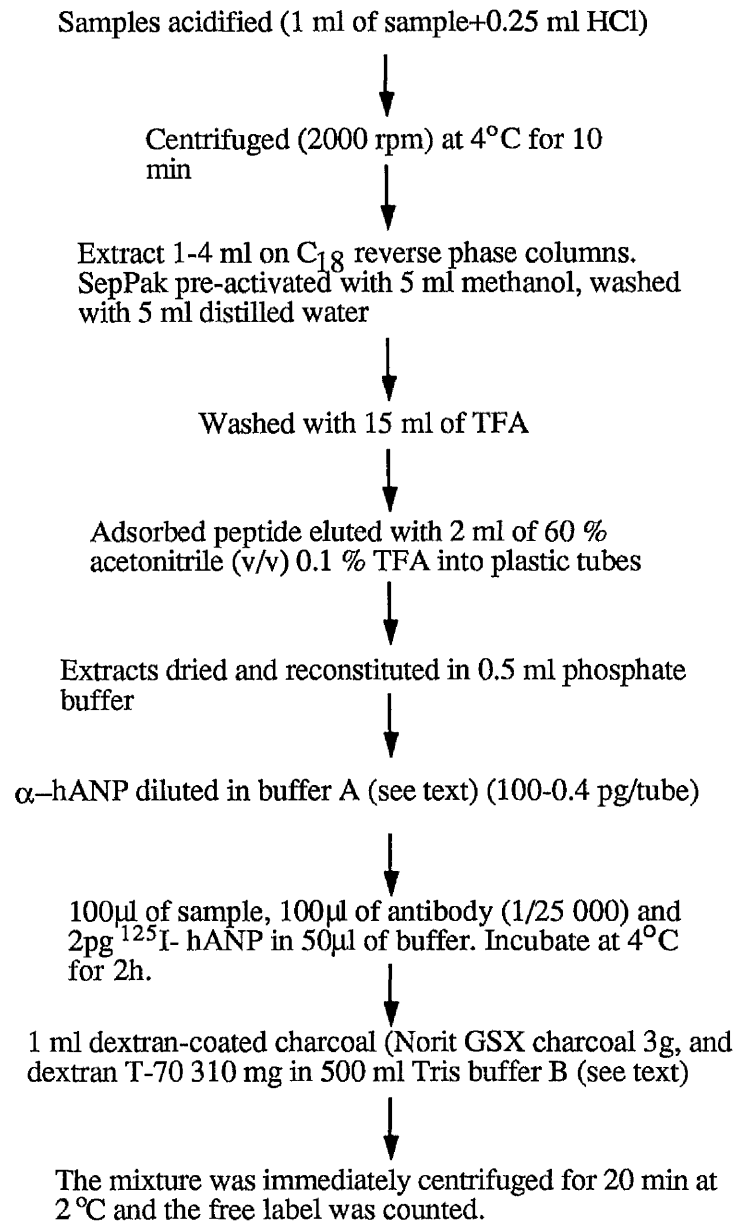 Samples acidified (1 ml of sample+0.25 ml HCl)
Centrifuged (2000 rpm) at 4°C for 10
min
Extract 1-4 ml on C18 reverse phase columns.
SepPak pre-activated with 5 ml methanol, washed
with 5 ml distilled water
Washed with 15 ml of TFA
Adsorbed peptide eluted with 2 ml of 60 %
acetonitrile (v/v) 0.1 % TFA into plastic tubes
Extracts dried and reconstituted in 0.5 ml phosphate
buffer
α–hANP diluted in buffer A (see text) (100-0.4 pg/tube)
100µl of sample, 100µl of antibody (1/25 000) and
2pg ¹²⁵I- hANP in 50µl of buffer. Incubate at 4°C
for 2h.
1 ml dextran-coated charcoal (Norit GSX charcoal 3g, and
dextran T-70 310 mg in 500 ml Tris buffer B (see text)
The mixture was immediately centrifuged for 20 min at
2 °C and the free label was counted.